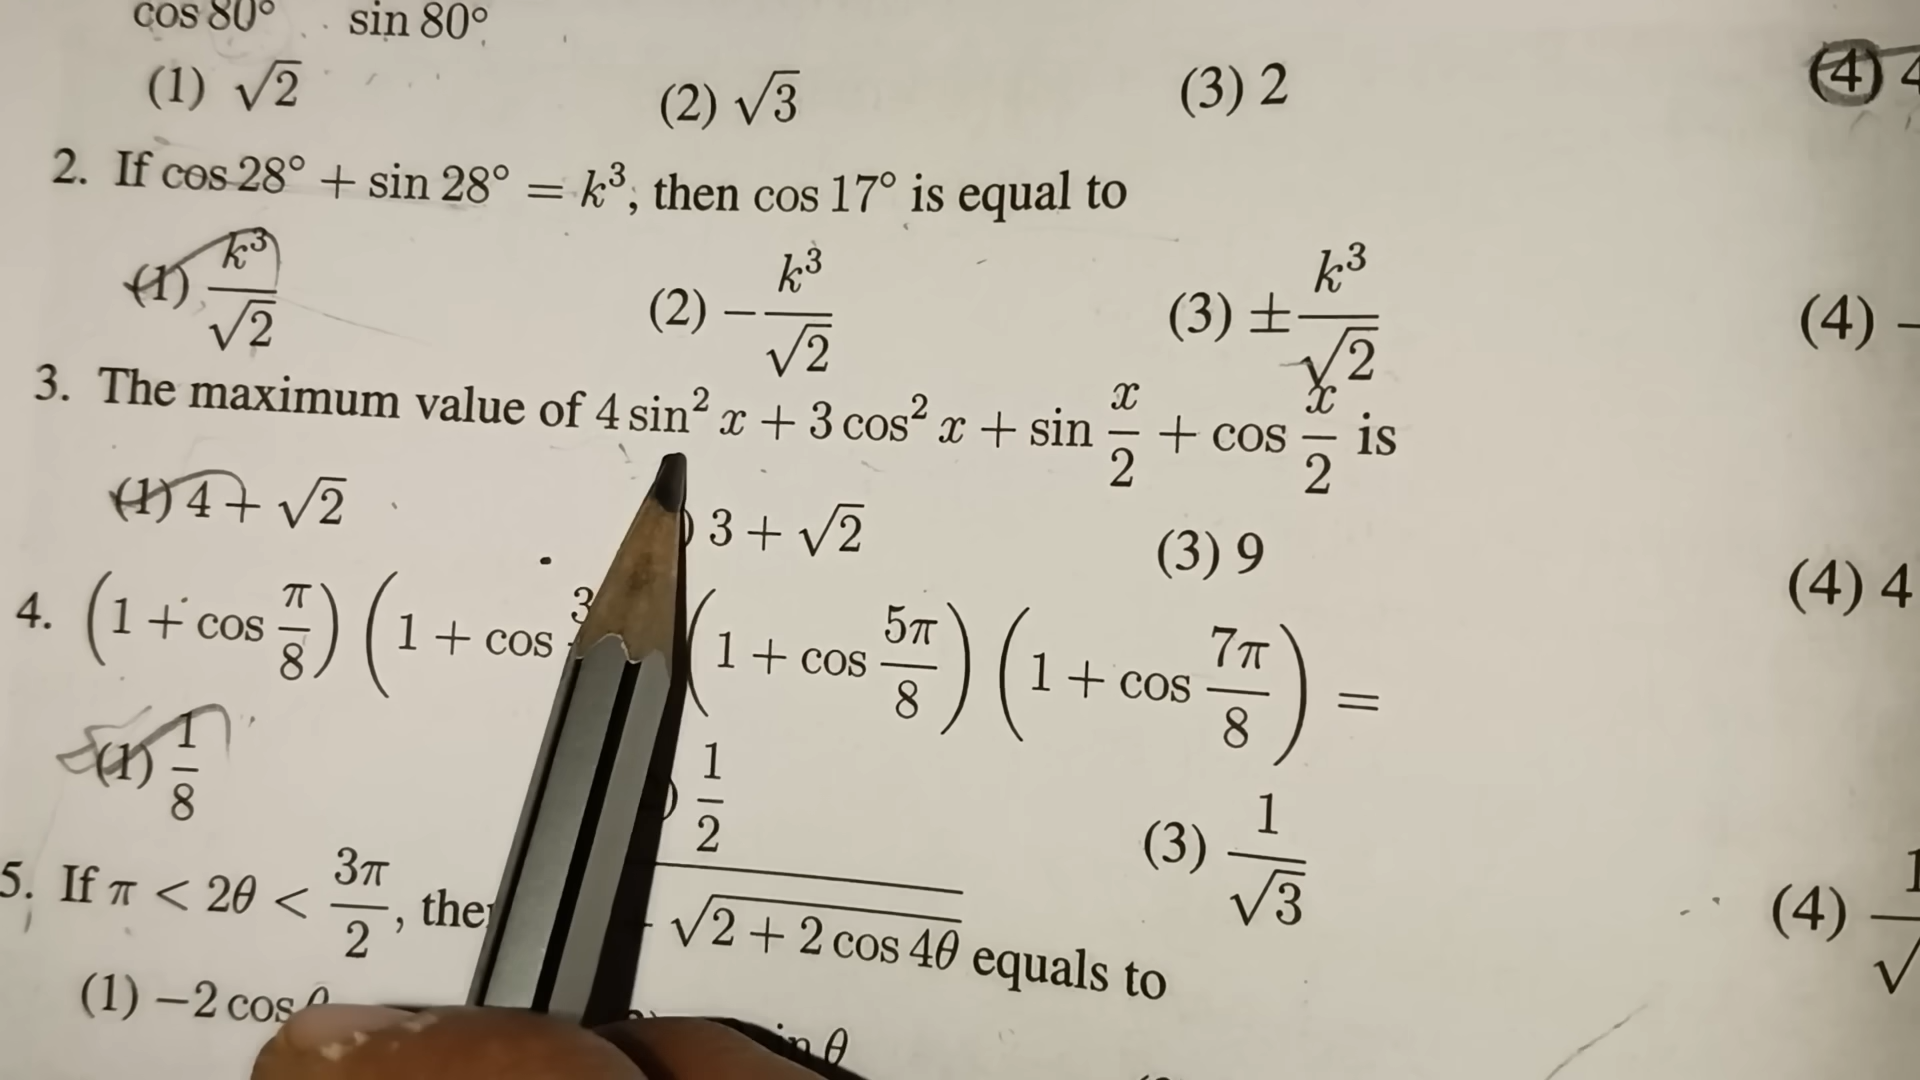 cos 80° sin 80°
(1) √2 (2) √3 (3) 2 (4) 4
2. If cos 28° + sin 28° = k³, then cos 17° is equal to
(1) k³/√2 (2) −k³/√2 (3) ±k³/√2 (4) −
3. The maximum value of 4 sin² x + 3 cos² x + sin x/2 + cos x/2 is
(1) 4 + √2 ) 3 + √2 (3) 9 (4) 4
4. (1 + cos π/8) (1 + cos 3 (1 + cos 5π/8) (1 + cos 7π/8) =
(1) 1/8 ) 1/2 (3) 1/√3 (4) 1/√
5. If π < 2θ < 3π/2, the √2 + 2 cos 4θ equals to
(1) −2 cos θ